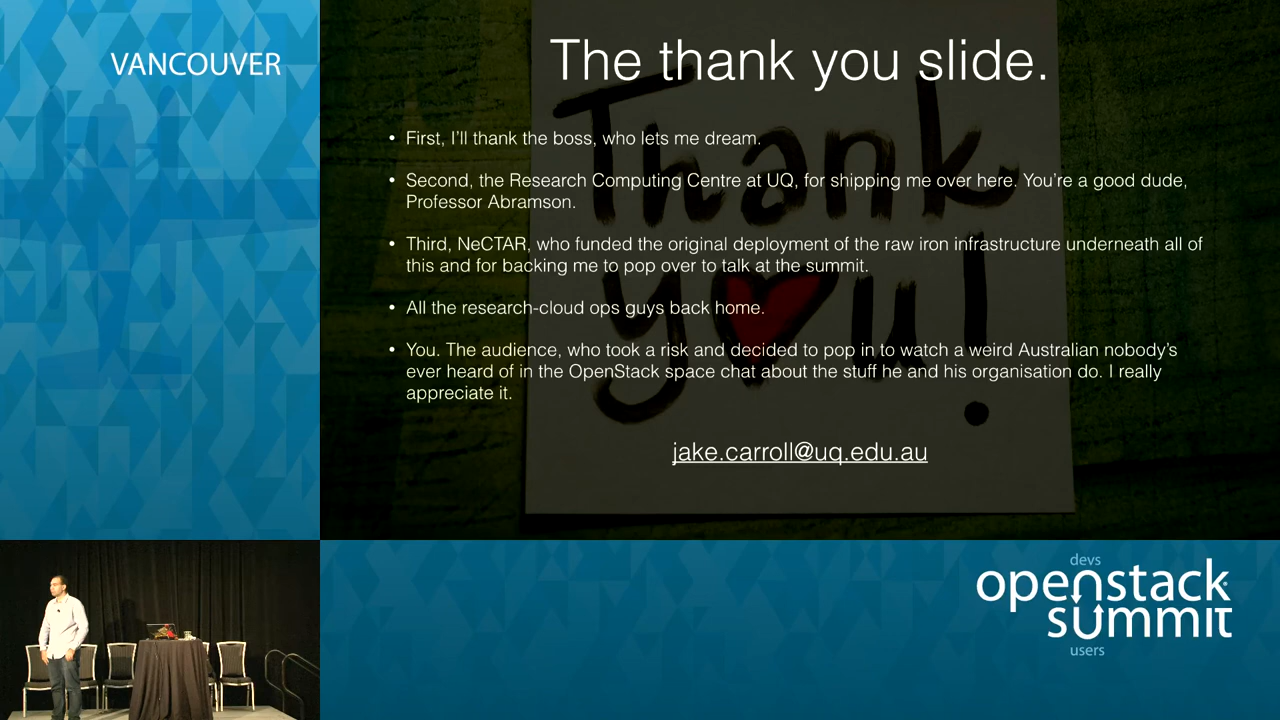 VANCOUVER
The thank you slide.
Thank
you!
• First, I'll thank the boss, who lets me dream.
• Second, the Research Computing Centre at UQ, for shipping me over here. You're a good dude,
Professor Abramson.
• Third, NeCTAR, who funded the original deployment of the raw iron infrastructure underneath all of
this and for backing me to pop over to talk at the summit.
• All the research-cloud ops guys back home.
• You. The audience, who took a risk and decided to pop in to watch a weird Australian nobody's
ever heard of in the OpenStack space chat about the stuff he and his organisation do. I really
appreciate it.
jake.carroll@uq.edu.au
devs
openstack
summit
users